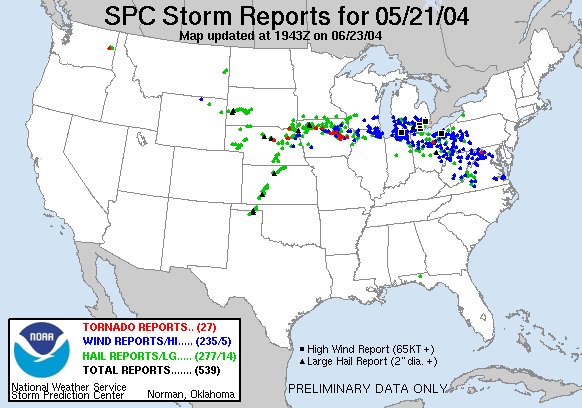 SPC Storm Reports for 05/21/04
Map updated at 1943Z on 06/23/04
NOAA
TORNADO REPORTS.. (27)
WIND REPORTS/HI..... (235/5)
HAIL REPORTS/LG..... (277/14)
TOTAL REPORTS....... (539)
National Weather Service
Storm Prediction Center Norman, Oklahoma
High Wind Report (65KT +)
Large Hail Report (2" dia. +)
PRELIMINARY DATA ONLY